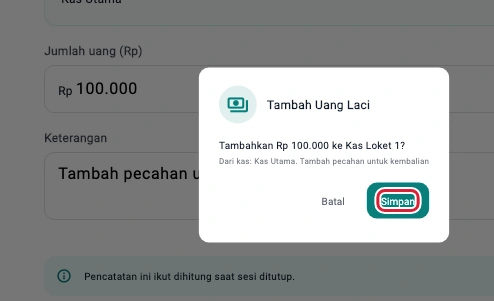 Kas Utama
Jumlah uang (Rp)
Rp 100.000
Keterangan
Tambah pecahan u
Tambah Uang Laci
Tambahkan Rp 100.000 ke Kas Loket 1?
Dari kas: Kas Utama. Tambah pecahan untuk kembalian
Batal
Simpan
Pencatatan ini ikut dihitung saat sesi ditutup.